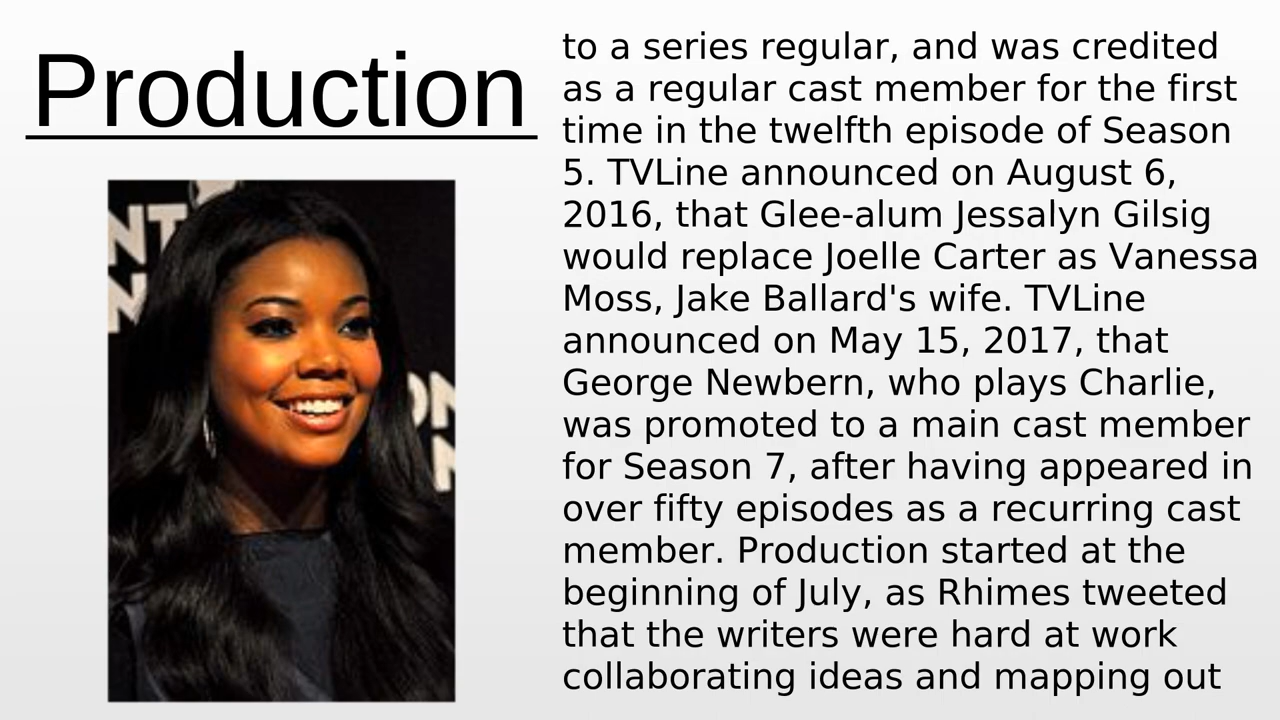 Production
to a series regular, and was credited
as a regular cast member for the first
time in the twelfth episode of Season
5. TVLine announced on August 6,
2016, that Glee-alum Jessalyn Gilsig
would replace Joelle Carter as Vanessa
Moss, Jake Ballard's wife. TVLine
announced on May 15, 2017, that
George Newbern, who plays Charlie,
was promoted to a main cast member
for Season 7, after having appeared in
over fifty episodes as a recurring cast
member. Production started at the
beginning of July, as Rhimes tweeted
that the writers were hard at work
collaborating ideas and mapping out